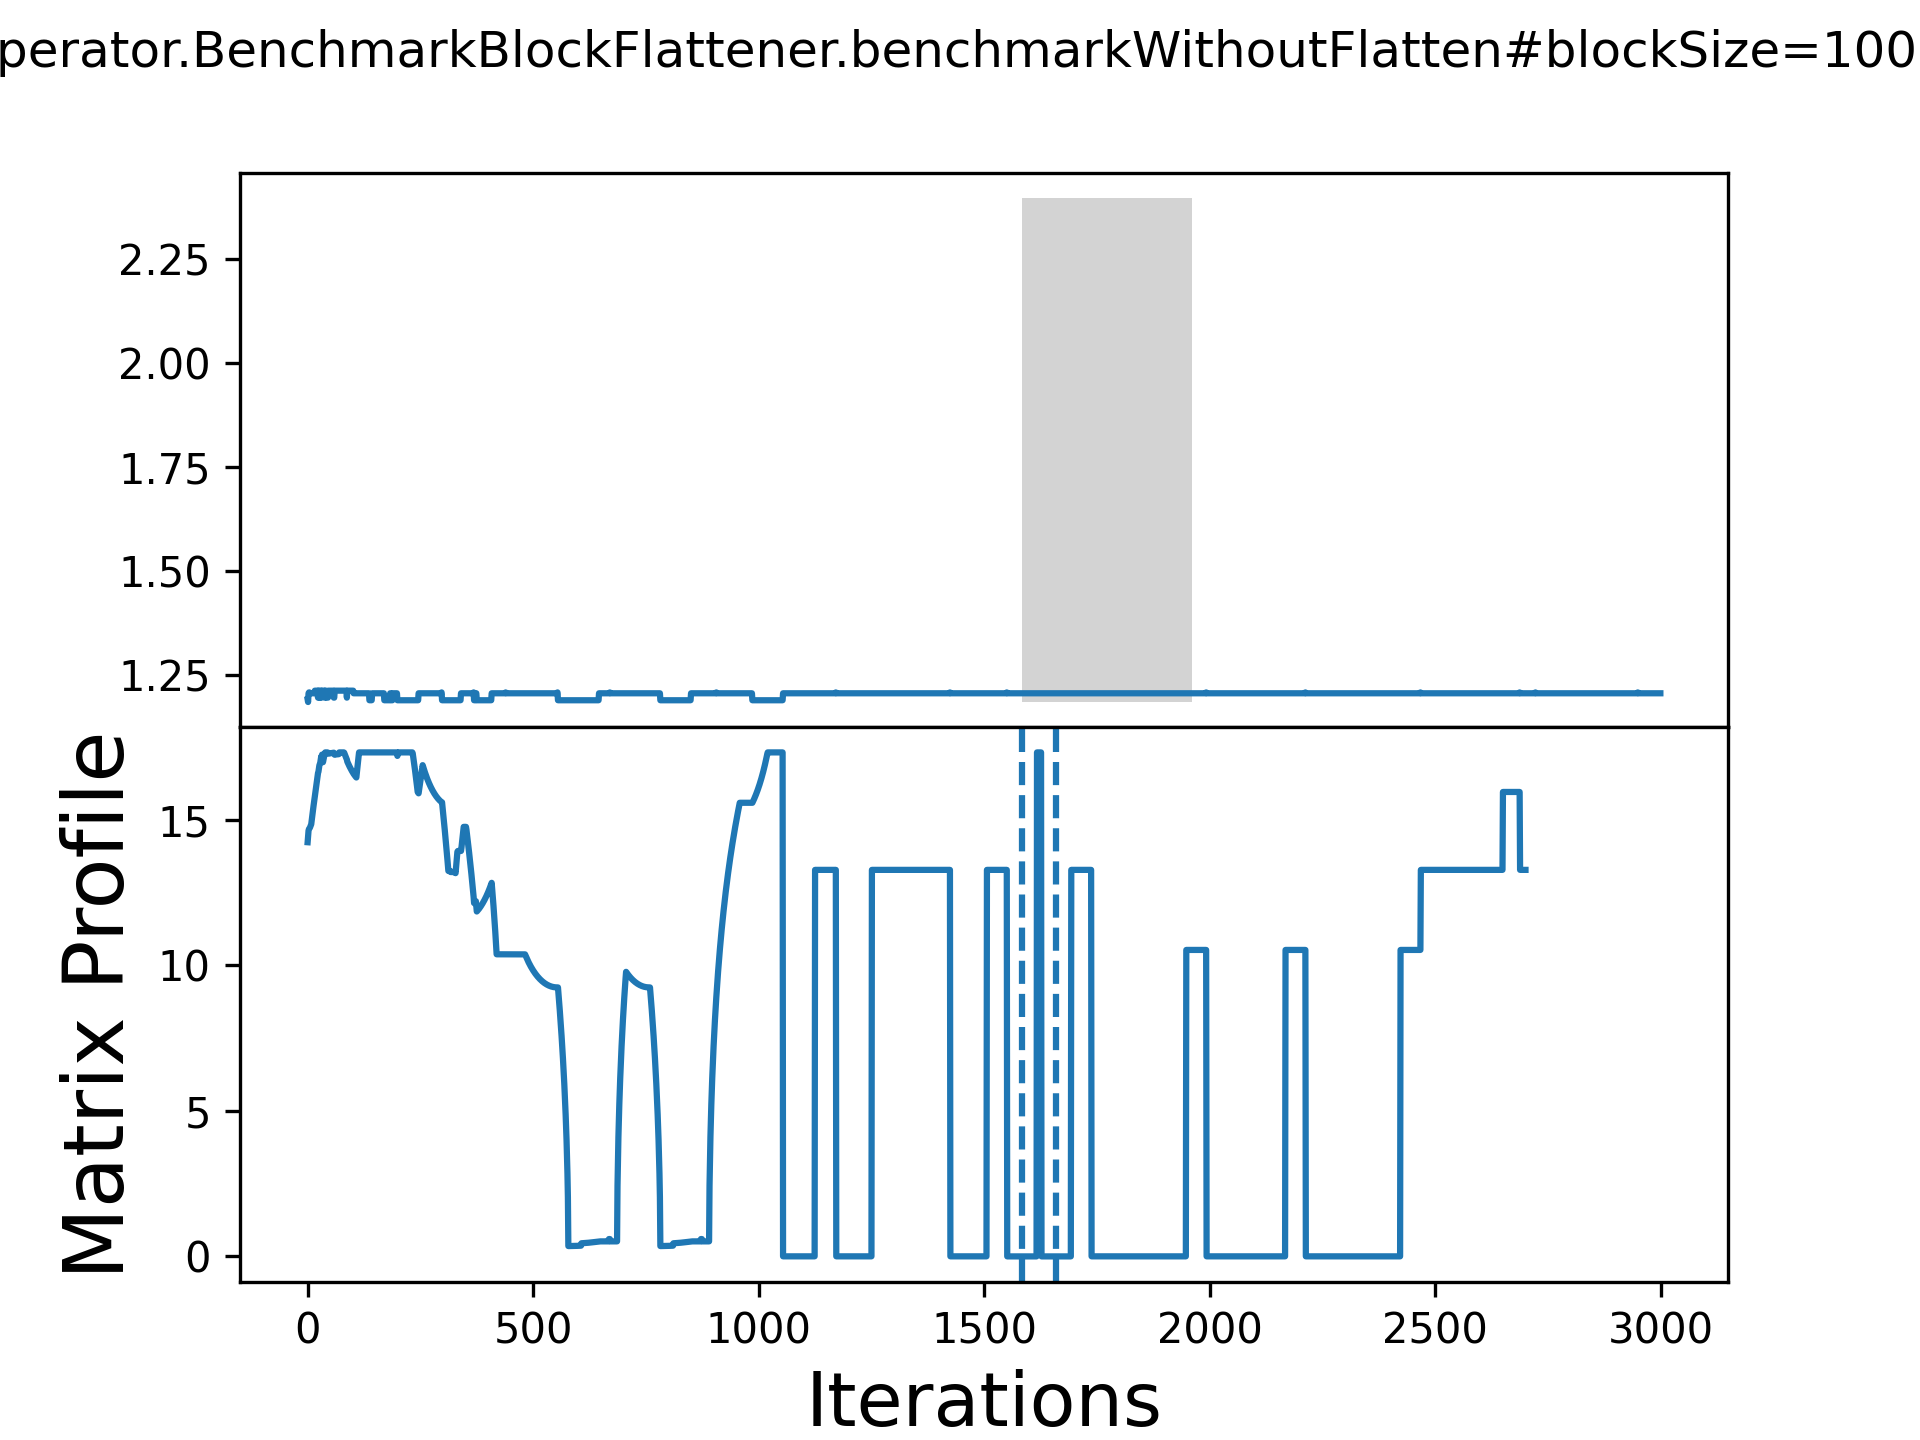 perator.BenchmarkBlockFlattener.benchmarkWithoutFlatten#blockSize=100
2.25
2.00
1.75
1.50
1.25
Matrix Profile
15
10
5
0
0 500 1000 1500 2000 2500 3000
Iterations